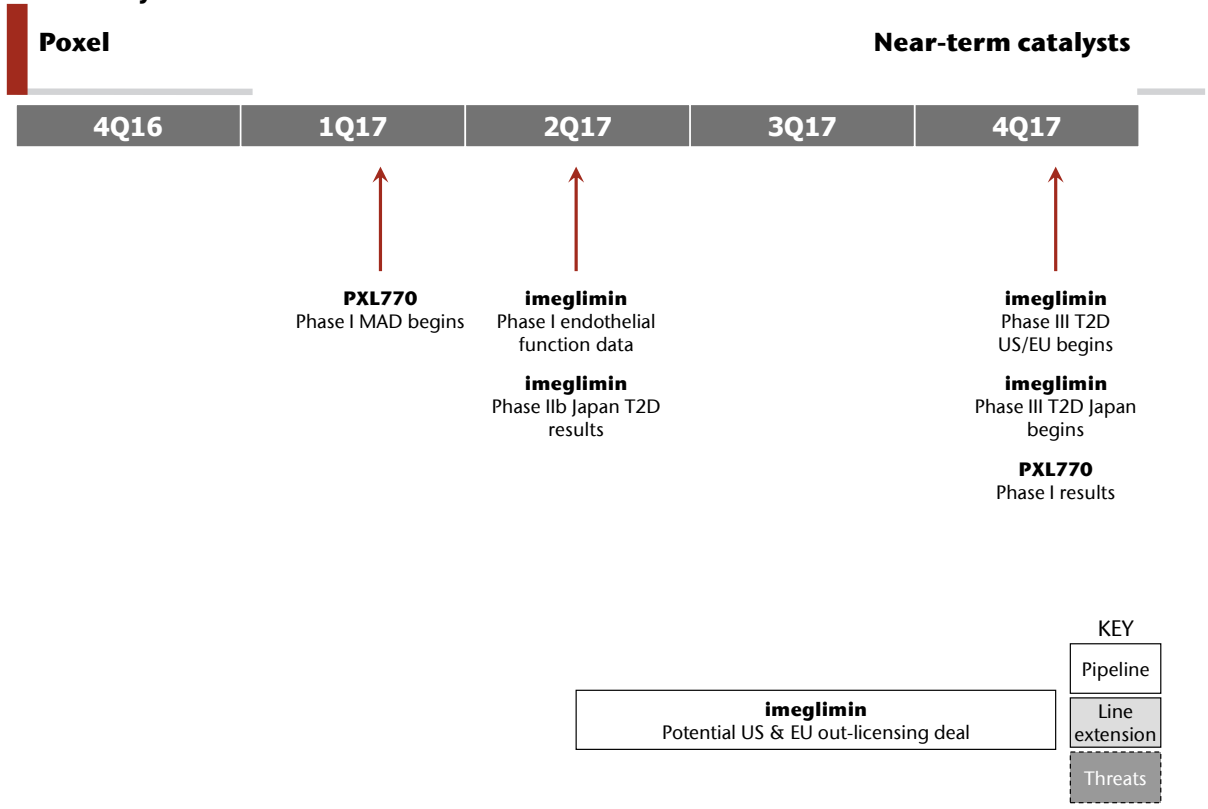 Poxel
Near-term catalysts
4Q16
1Q17
2Q17
3Q17
4Q17
PXL770
Phase I MAD begins
imeglimin
Phase I endothelial
function data
imeglimin
Phase IIb Japan T2D
results
imeglimin
Phase III T2D
US/EU begins
imeglimin
Phase III T2D Japan
begins
PXL770
Phase I results
imeglimin
Potential US & EU out-licensing deal
KEY
Pipeline
Line
extension
Threats